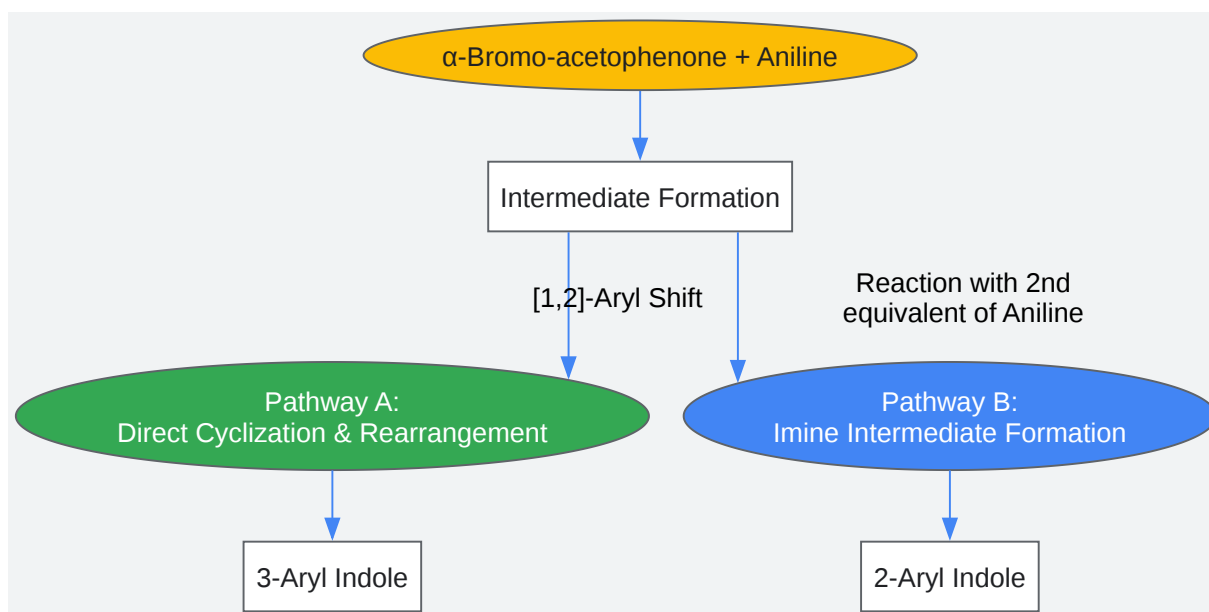 α-Bromo-acetophenone + Aniline
Intermediate Formation
[1,2]-Aryl Shift
Reaction with 2nd
equivalent of Aniline
Pathway A:
Direct Cyclization & Rearrangement
Pathway B:
Imine Intermediate Formation
3-Aryl Indole
2-Aryl Indole